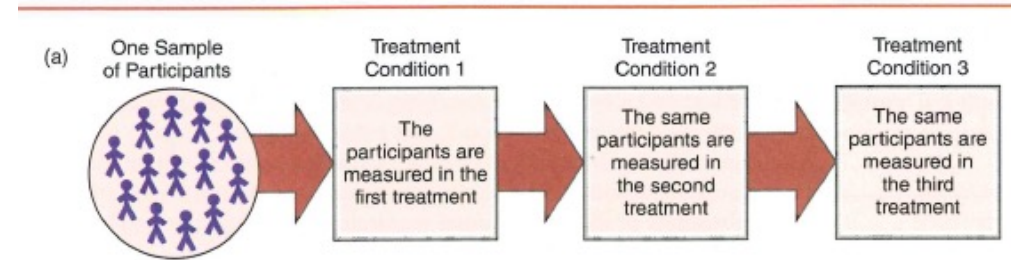 (a)
One Sample
of Participants
Treatment
Condition 1
The
participants are
measured in the
first treatment
Treatment
Condition 2
The same
participants are
measured in
the second
treatment
Treatment
Condition 3
The same
participants are
measured in
the third
treatment